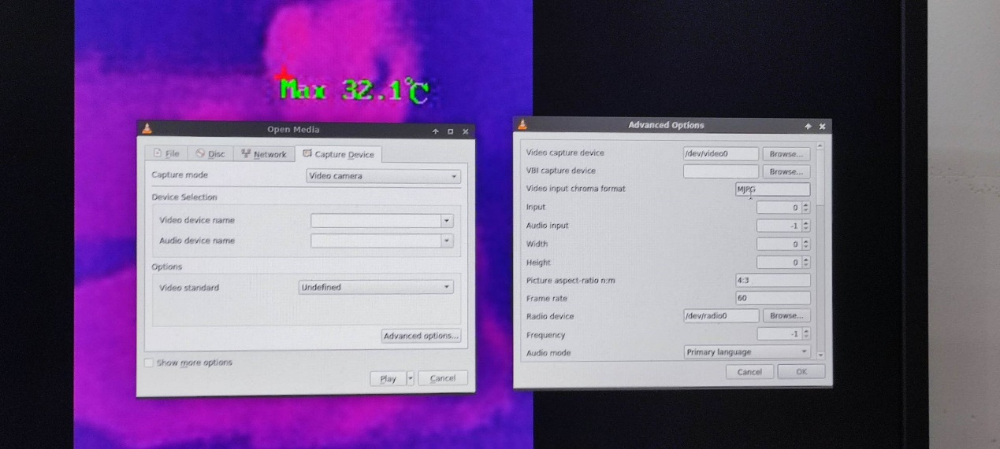 Max 32.1℃
Open Media
File Disc Network Capture Device
Capture mode Video camera
Device Selection
Video device name
Audio device name
Options
Video standard Undefined
Advanced options...
Show more options
Play Cancel
Advanced Options
Video capture device /dev/video0 Browse...
VBI capture device Browse...
Video input chroma format MJPG
Input 0
Audio input -1
Width 0
Height 0
Picture aspect-ratio n:m 4:3
Frame rate 60
Radio device /dev/radio0 Browse...
Frequency -1
Audio mode Primary language
Cancel OK